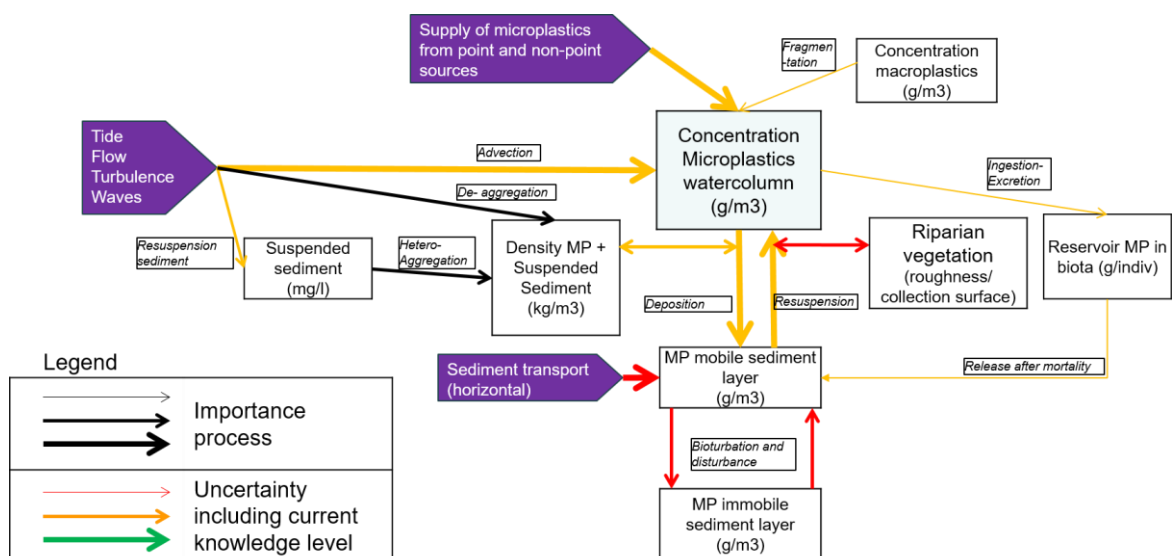 Supply of microplastics
from point and non-point
sources
Fragmen
-tation
Concentration
macroplastics
(g/m3)
Tide
Flow
Turbulence
Waves
Advection
Concentration
Microplastics
watercolumn
(g/m3)
Ingestion-
Excretion
De- aggregation
Resuspension
sediment
Suspended
sediment
(mg/l)
Hetero-
Aggregation
Density MP +
Suspended
Sediment
(kg/m3)
Riparian
vegetation
(roughness/
collection surface)
Reservoir MP in
biota (g/indiv)
Deposition
Resuspension
Sediment transport
(horizontal)
MP mobile sediment
layer
(g/m3)
Release after mortality
Bioturbation and
disturbance
MP immobile
sediment layer
(g/m3)
Legend
Importance
process
Uncertainty
including current
knowledge level